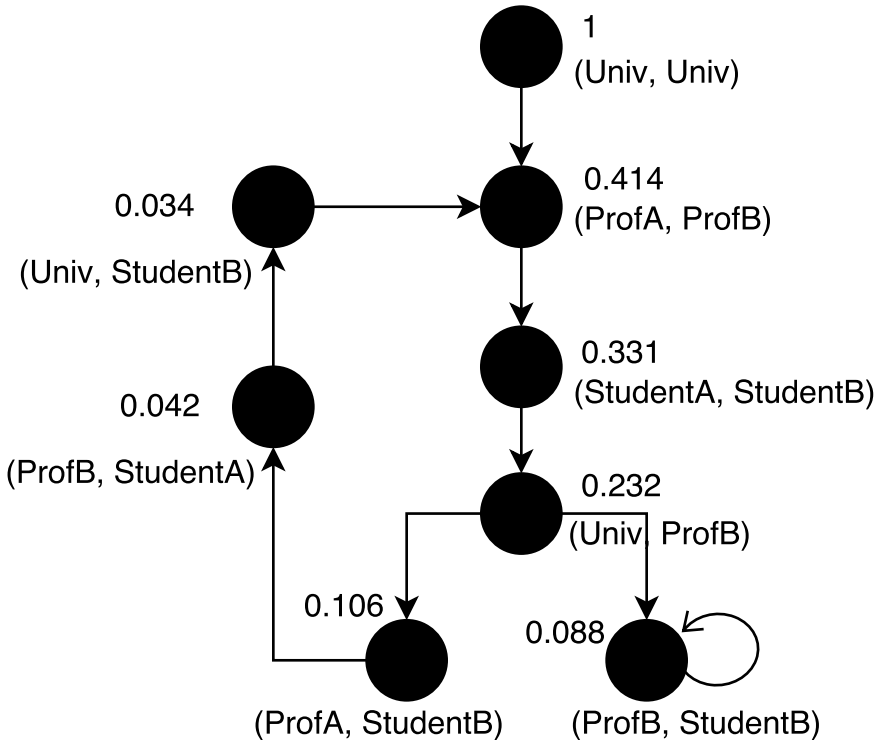 1
(Univ, Univ)
0.414
(ProfA, ProfB)
0.034
(Univ, StudentB)
0.331
(StudentA, StudentB)
0.042
(ProfB, StudentA)
0.232
(Univ, ProfB)
0.106
(ProfA, StudentB)
0.088
(ProfB, StudentB)